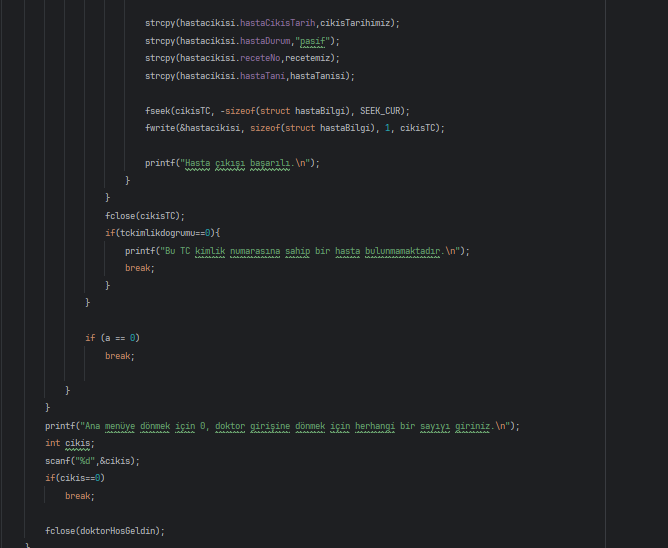 strcpy(hastacikisi.hastaCikisTarih,cikisTarihimiz);
strcpy(hastacikisi.hastaDurum,"pasif");
strcpy(hastacikisi.receteNo,recetemiz);
strcpy(hastacikisi.hastaTani,hastaTanisi);
fseek(cikisTC, -sizeof(struct hastaBilgi), SEEK_CUR);
fwrite(&hastacikisi, sizeof(struct hastaBilgi), 1, cikisTC);
printf("Hasta çıkışı başarılı.\n");
}
}
fclose(cikisTC);
if(tckimlikdogrumu==0){
printf("Bu TC kimlik numarasına sahip bir hasta bulunmamaktadır.\n");
break;
}
}
if (a == 0)
break;
}
}
printf("Ana menüye dönmek için 0, doktor girişine dönmek için herhangi bir sayıyı giriniz.\n");
int cikis;
scanf("%d",&cikis);
if(cikis==0)
break;
fclose(doktorHosGeldin);
}